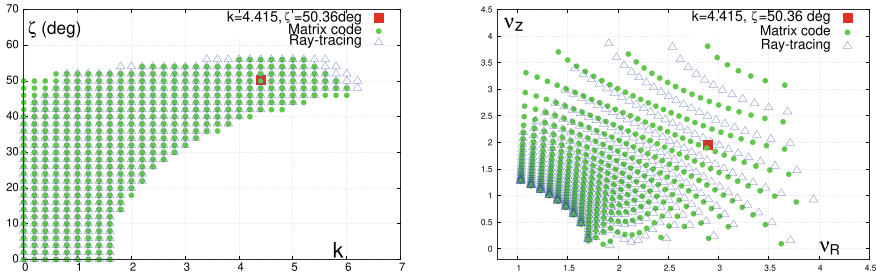 70
60
50
40
30
20
10
0
ζ (deg)
k=4.415, ζ=50.36deg
Matrix code
Ray-tracing
0 1 2 3 4 5 6 7
k
4.5
4
3.5
3
2.5
2
1.5
1
0.5
0
ν_Z
k=4.415, ζ=50.36 deg
Matrix code
Ray-tracing
1 1.5 2 2.5 3 3.5 4 4.5
ν_R